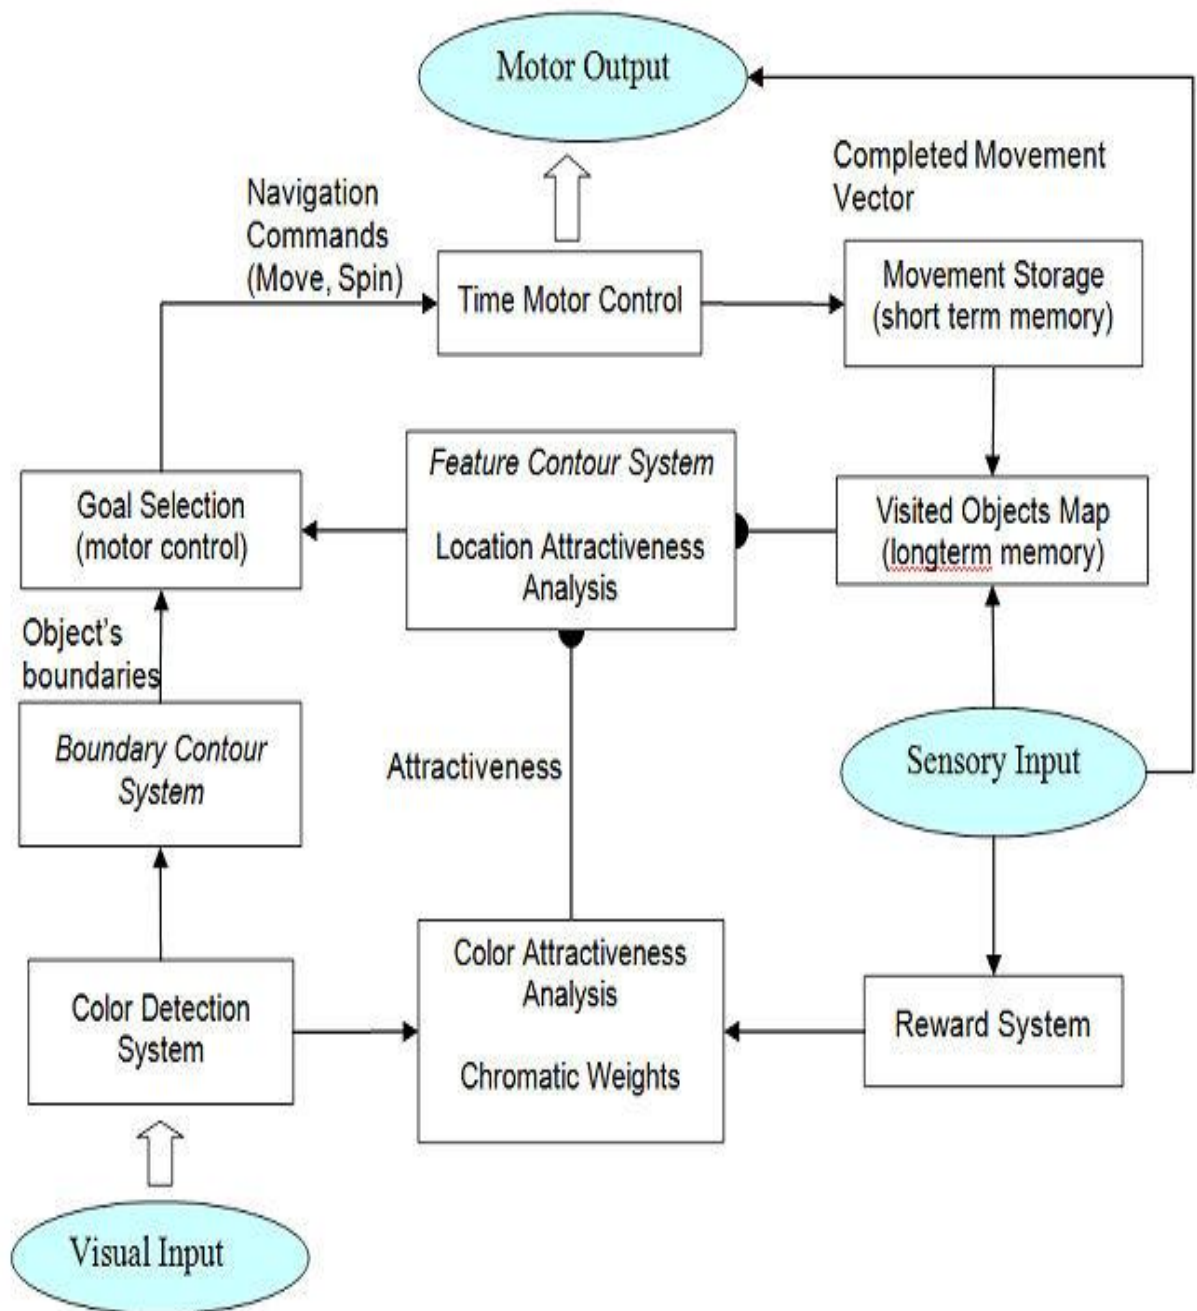 Motor Output
Completed Movement
Vector
Navigation
Commands
(Move, Spin)
Time Motor Control
Movement Storage
(short term memory)
Feature Contour System
Location Attractiveness
Analysis
Goal Selection
(motor control)
Visited Objects Map
(longterm memory)
Object's
boundaries
Boundary Contour
System
Attractiveness
Sensory Input
Color Detection
System
Color Attractiveness
Analysis
Chromatic Weights
Reward System
Visual Input